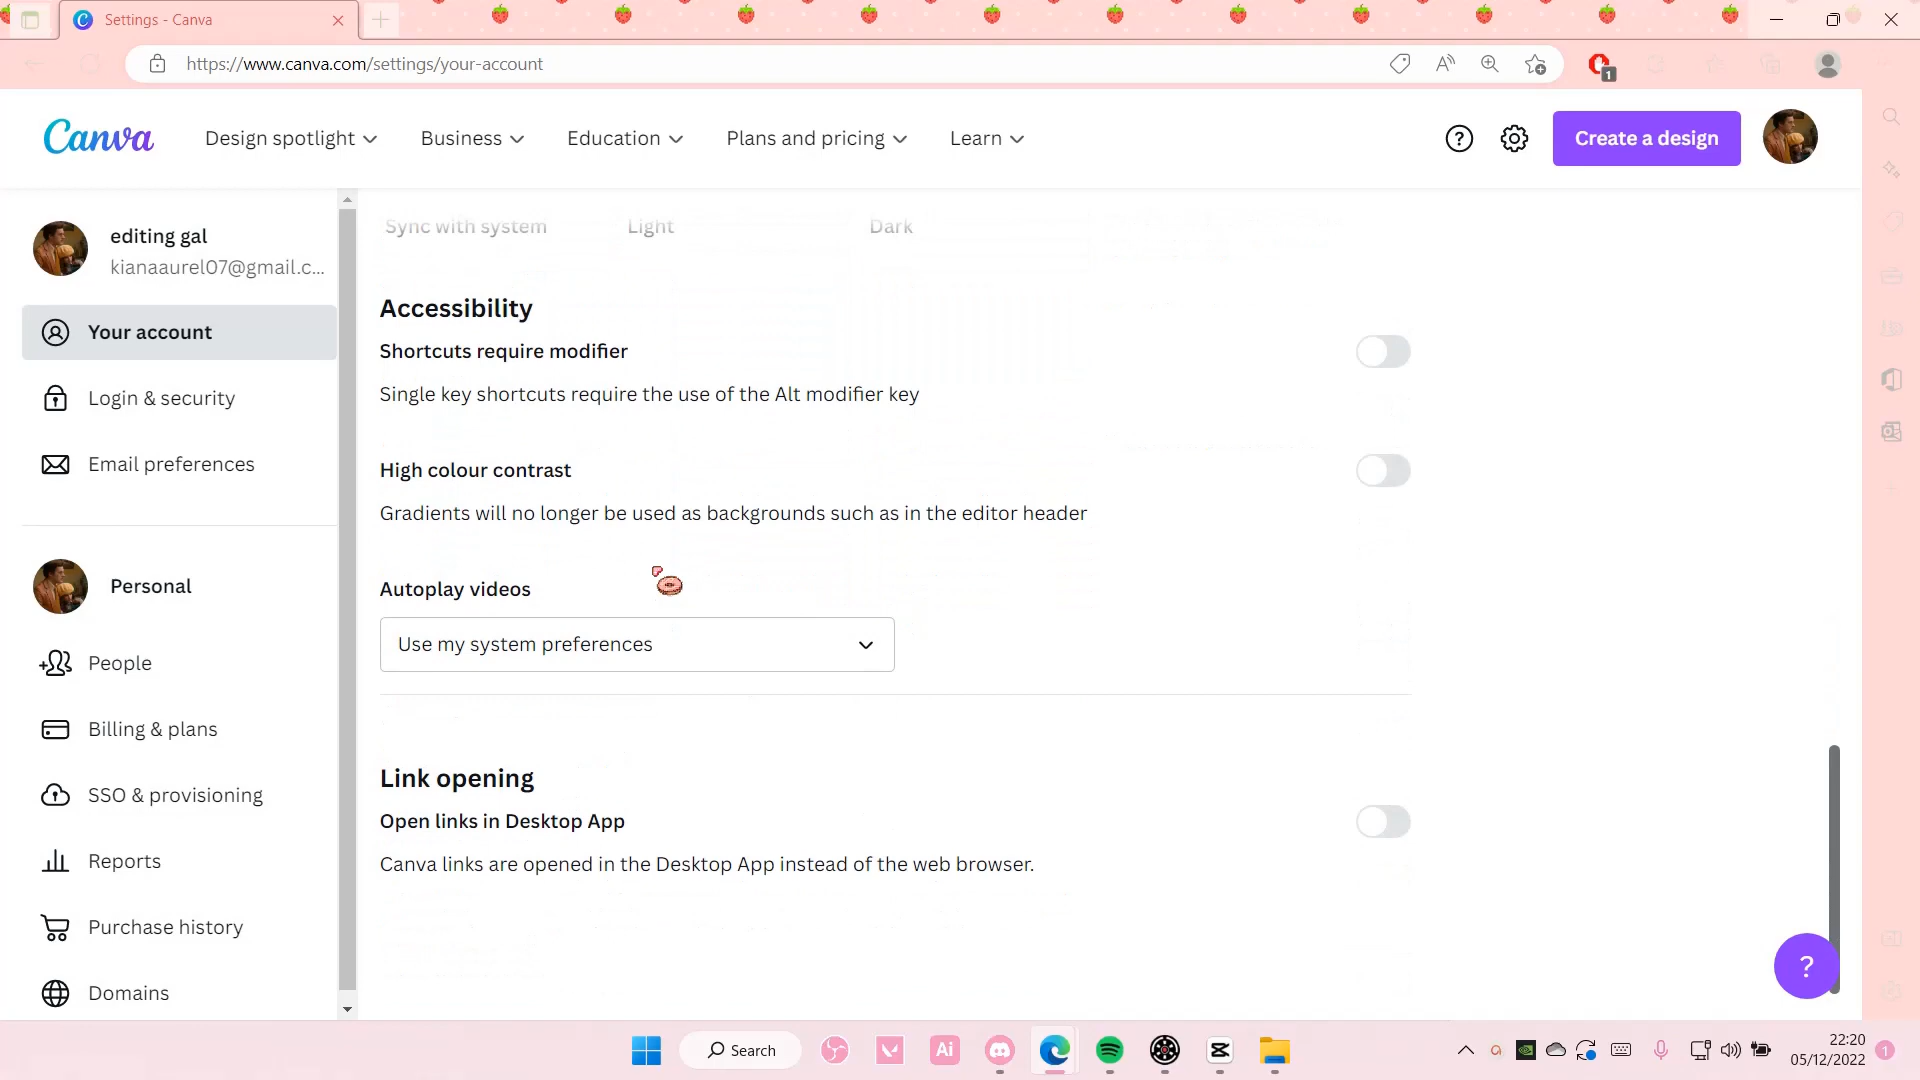 Settings - Canva
https://www.canva.com/settings/your-account
1
Canva
Design spotlight
Business
Education
Plans and pricing
Learn
Create a design
editing gal
kianaaurel07@gmail.c...
Your account
Login & security
Email preferences
Personal
People
Billing & plans
SSO & provisioning
Reports
Purchase history
Domains
Sync with system
Light
Dark
Accessibility
Shortcuts require modifier
Single key shortcuts require the use of the Alt modifier key
High colour contrast
Gradients will no longer be used as backgrounds such as in the editor header
Autoplay videos
Use my system preferences
Link opening
Open links in Desktop App
Canva links are opened in the Desktop App instead of the web browser.
?
Search
Ai
22:20
05/12/2022
1